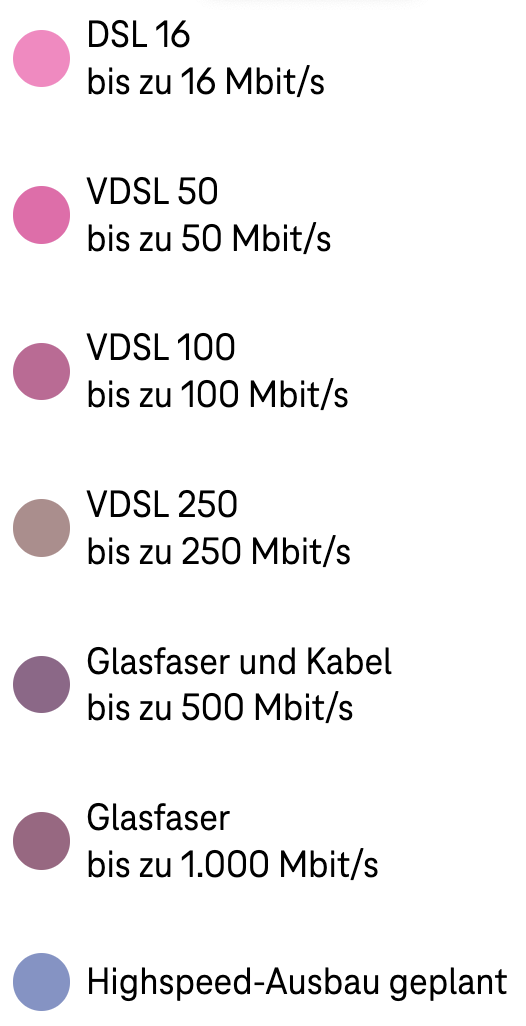 DSL 16
bis zu 16 Mbit/s
VDSL 50
bis zu 50 Mbit/s
VDSL 100
bis zu 100 Mbit/s
VDSL 250
bis zu 250 Mbit/s
Glasfaser und Kabel
bis zu 500 Mbit/s
Glasfaser
bis zu 1.000 Mbit/s
Highspeed-Ausbau geplant